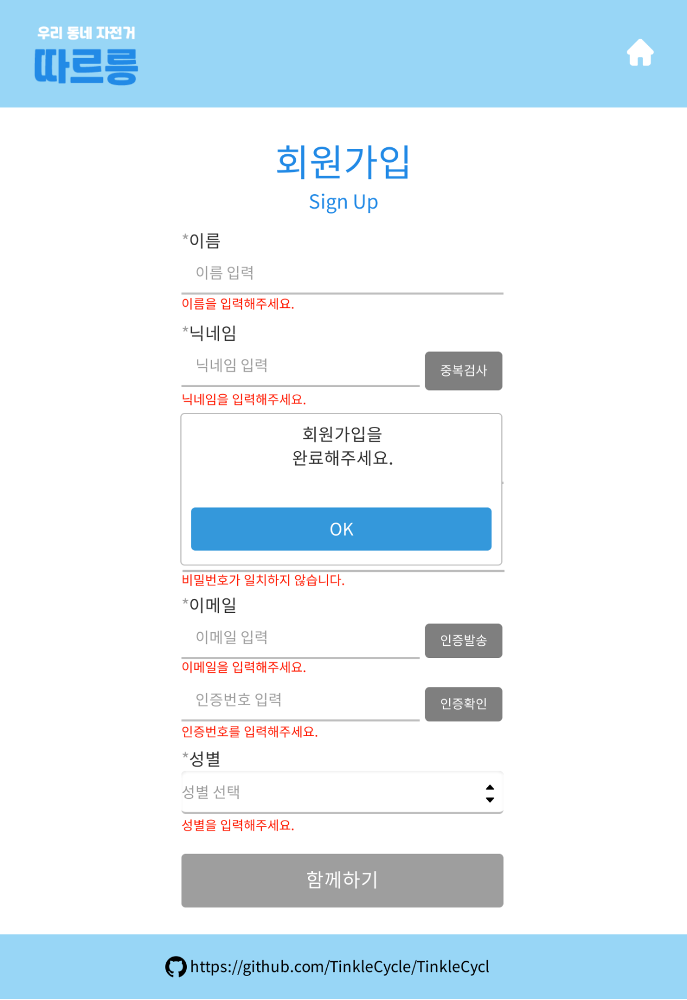 우리 동네 자전거
따르릉
회원가입
Sign Up
*이름
이름 입력
이름을 입력해주세요.
*닉네임
닉네임 입력
중복검사
닉네임을 입력해주세요.
회원가입을
완료해주세요.
OK
비밀번호가 일치하지 않습니다.
*이메일
이메일 입력
인증발송
이메일을 입력해주세요.
인증번호 입력
인증확인
인증번호를 입력해주세요.
*성별
성별 선택
성별을 입력해주세요.
함께하기
https://github.com/TinkleCycle/TinkleCycl